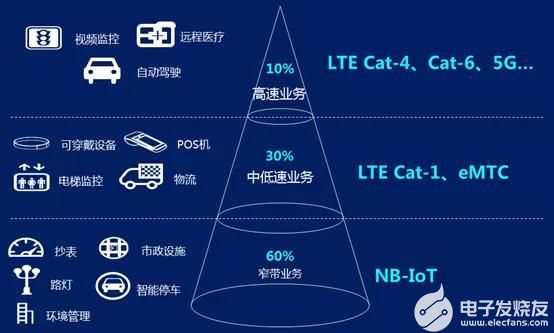 视频监控
远程医疗
自动驾驶
10%
高速业务
LTE Cat-4、Cat-6、5G...
可穿戴设备
POS机
电梯监控
物流
30%
中低速业务
LTE Cat-1、eMTC
抄表
市政设施
路灯
智能停车
环境管理
60%
窄带业务
NB-IoT
电子发烧友
www.elecfans.com